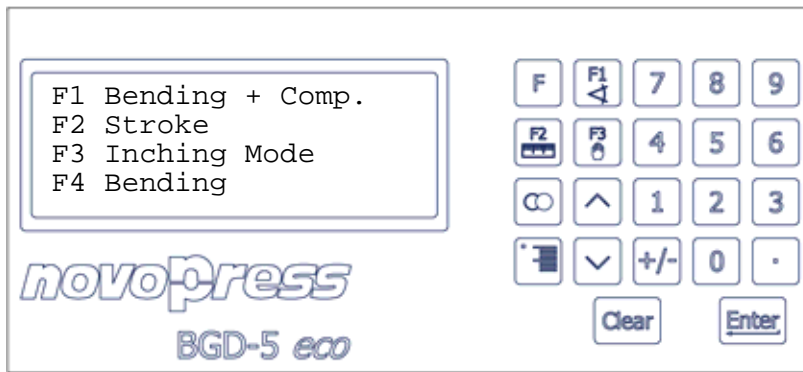 F1 Bending + Comp.
F2 Stroke
F3 Inching Mode
F4 Bending
novopress
BGD-5 eco
F F1 7 8 9
F2 F3 4 5 6
1 2 3
+/- 0 .
Clear Enter